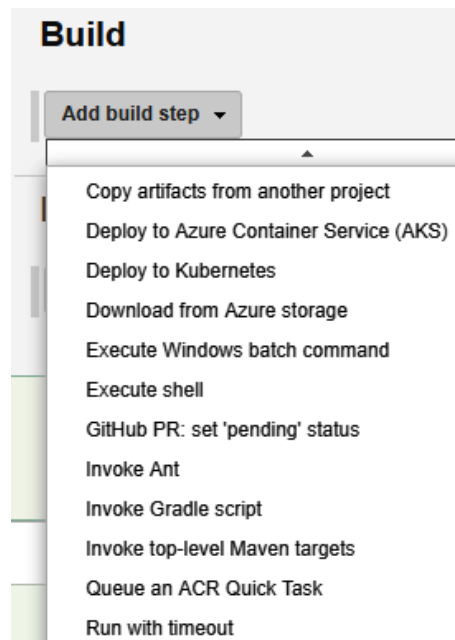 Build
Add build step
Copy artifacts from another project
Deploy to Azure Container Service (AKS)
Deploy to Kubernetes
Download from Azure storage
Execute Windows batch command
Execute shell
GitHub PR: set 'pending' status
Invoke Ant
Invoke Gradle script
Invoke top-level Maven targets
Queue an ACR Quick Task
Run with timeout